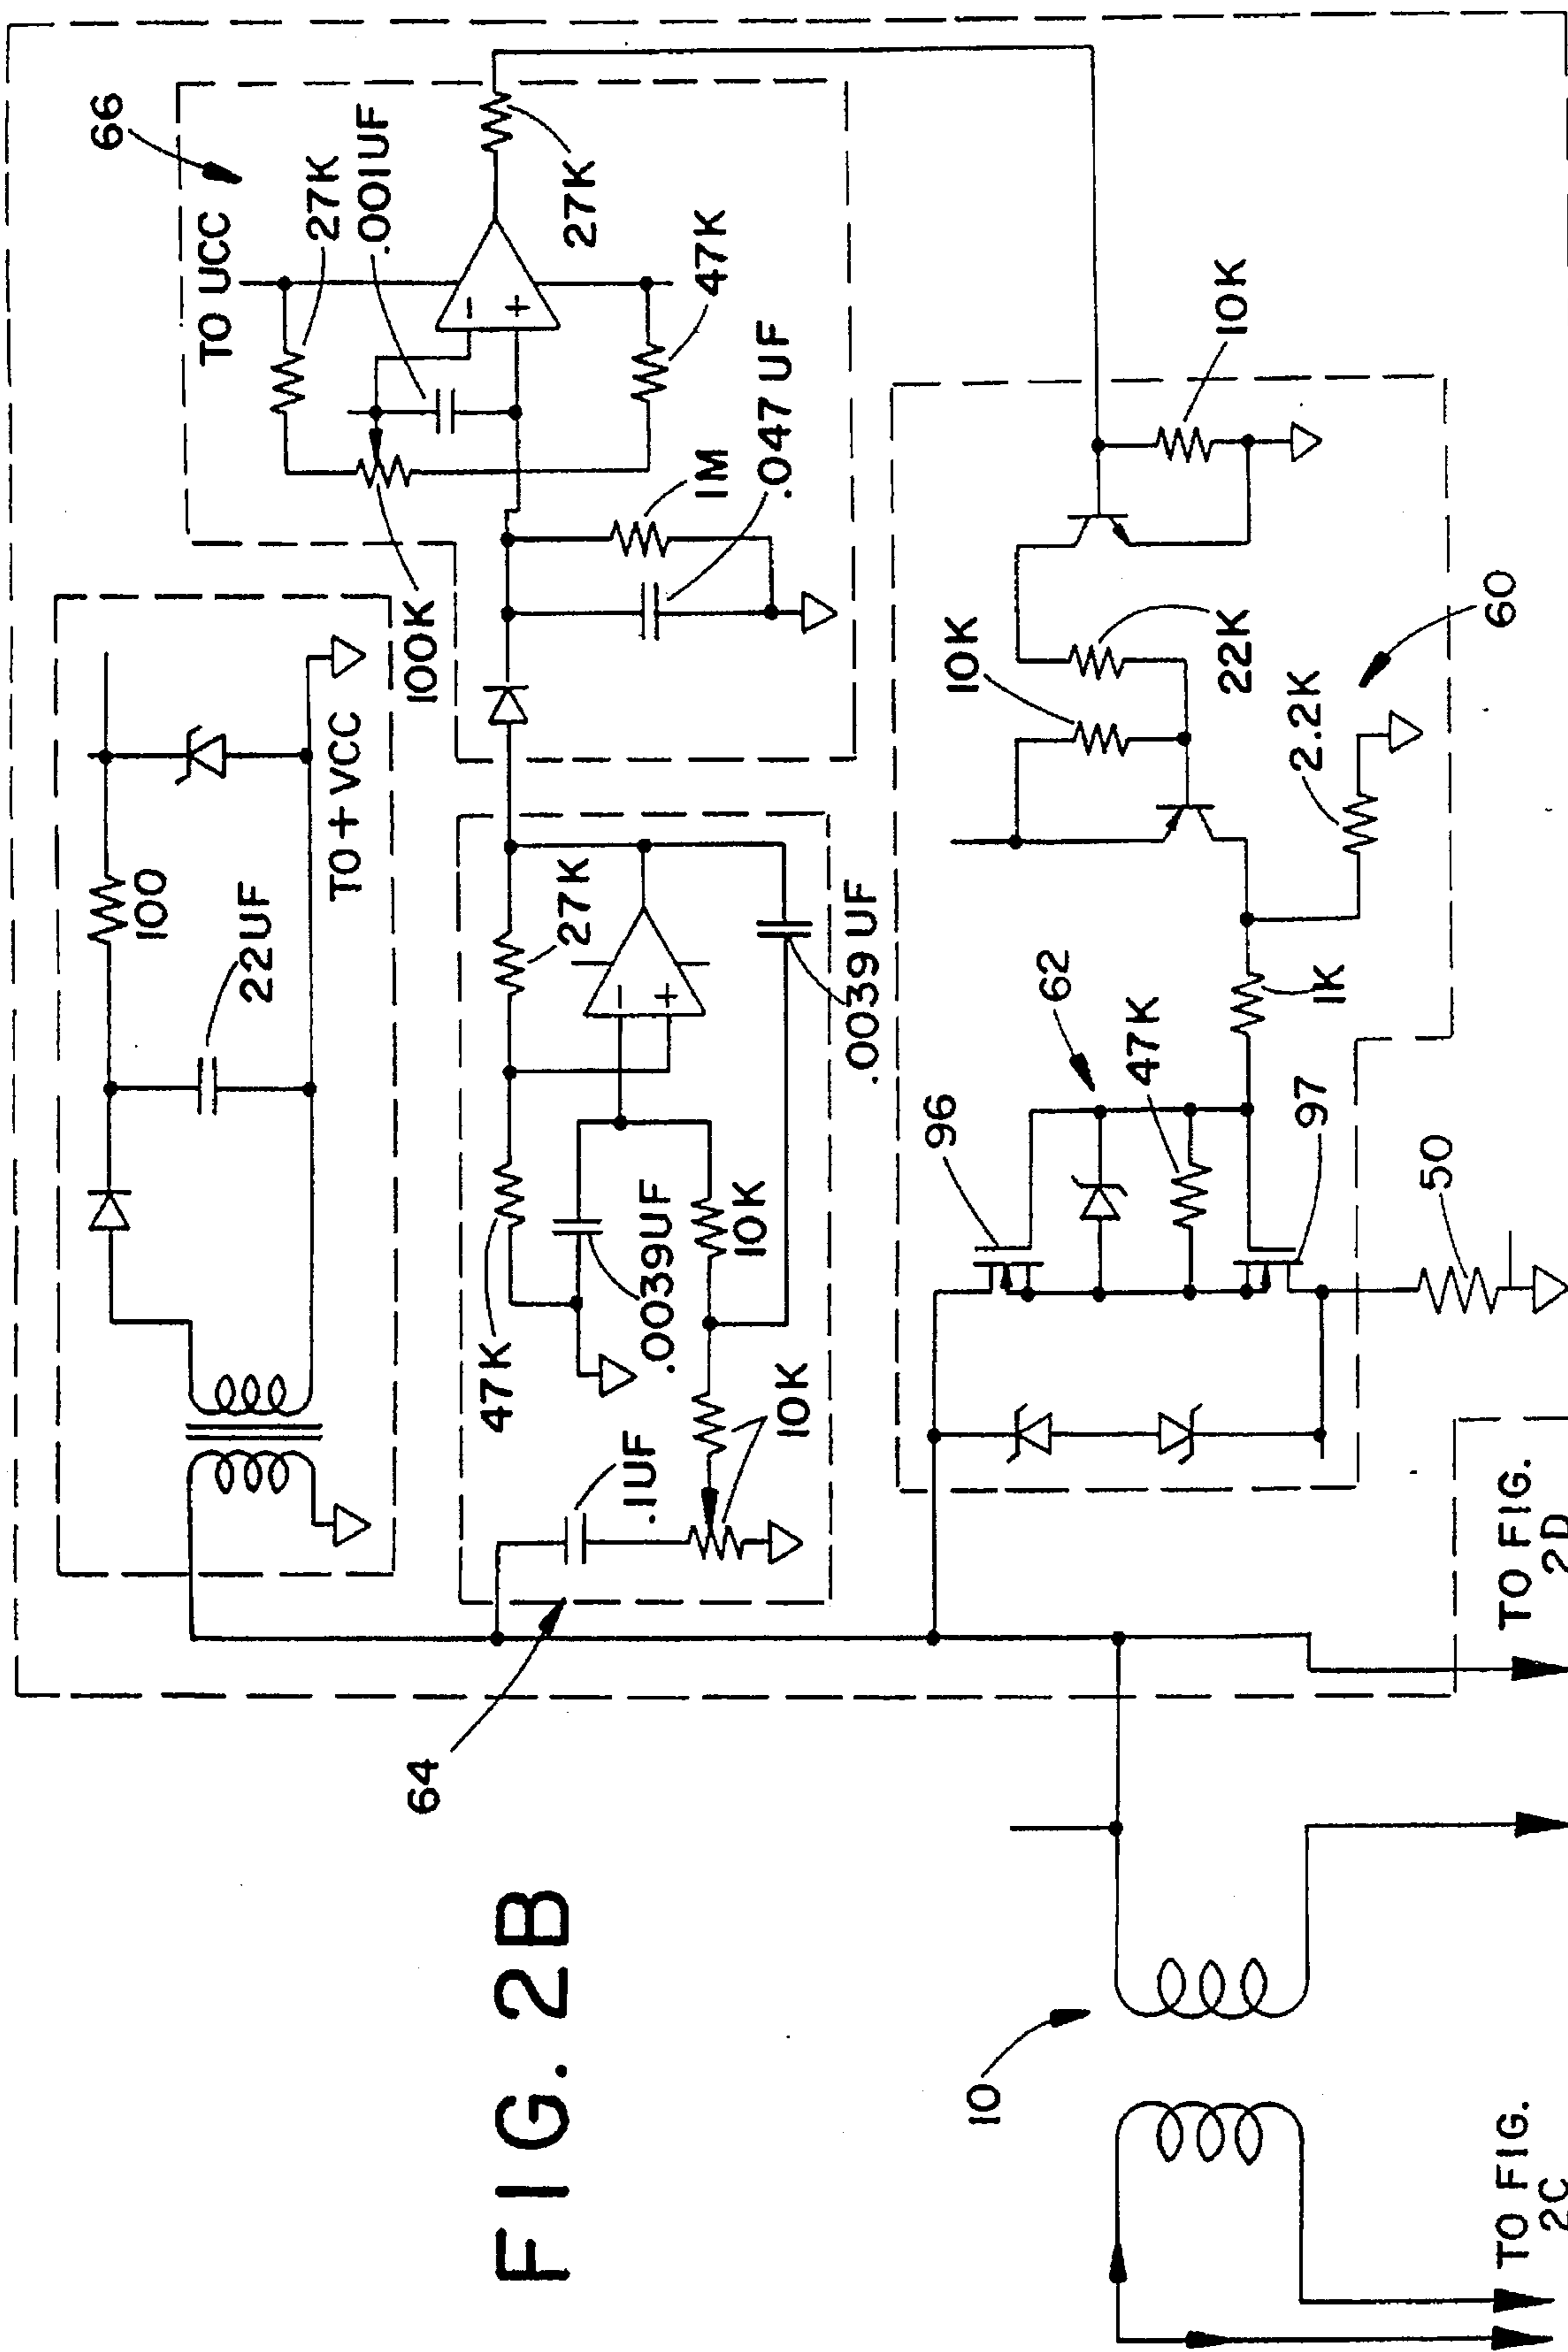 66
100
TO UCC
22UF
27K
TO + VCC
.001UF
100K
64
47K
FIG. 2B
27K
27K
.1UF
.0039UF
47K
1M
10K
.047 UF
10K
.0039 UF
96
10K
10
62
47K
10K
22K
2.2K
97
1K
50
60
TO FIG.
2C
TO FIG.
2D